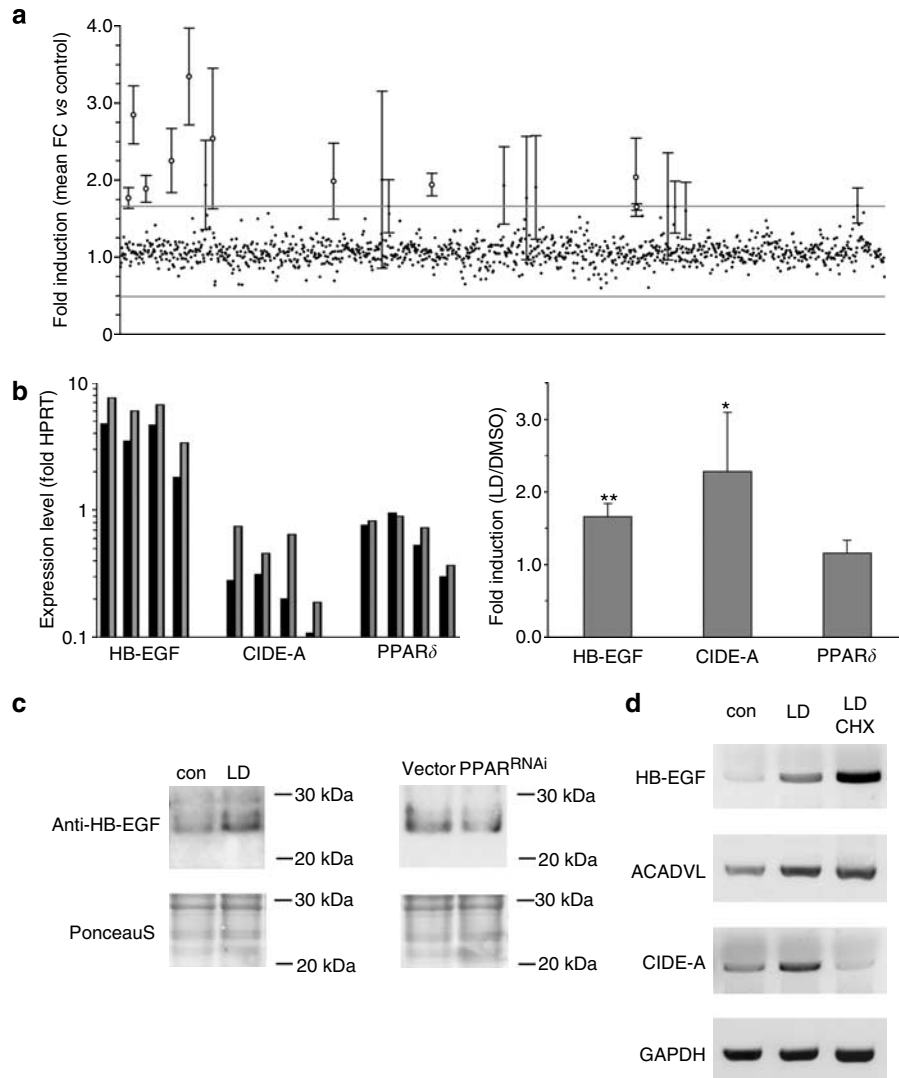 a
Fold induction (mean FC vs control)
4.0
3.0
2.0
1.0
0
b
Expression level (fold HPRT)
10
1
0.1
HB-EGF CIDE-A PPARδ
Fold induction (LD/DMSO)
3.0
2.0
1.0
0.0
**
*
HB-EGF CIDE-A PPARδ
c
con LD
Anti-HB-EGF
30 kDa
20 kDa
PonceauS
30 kDa
20 kDa
Vector PPARRNAi
30 kDa
20 kDa
30 kDa
20 kDa
d
con LD LD CHX
HB-EGF
ACADVL
CIDE-A
GAPDH